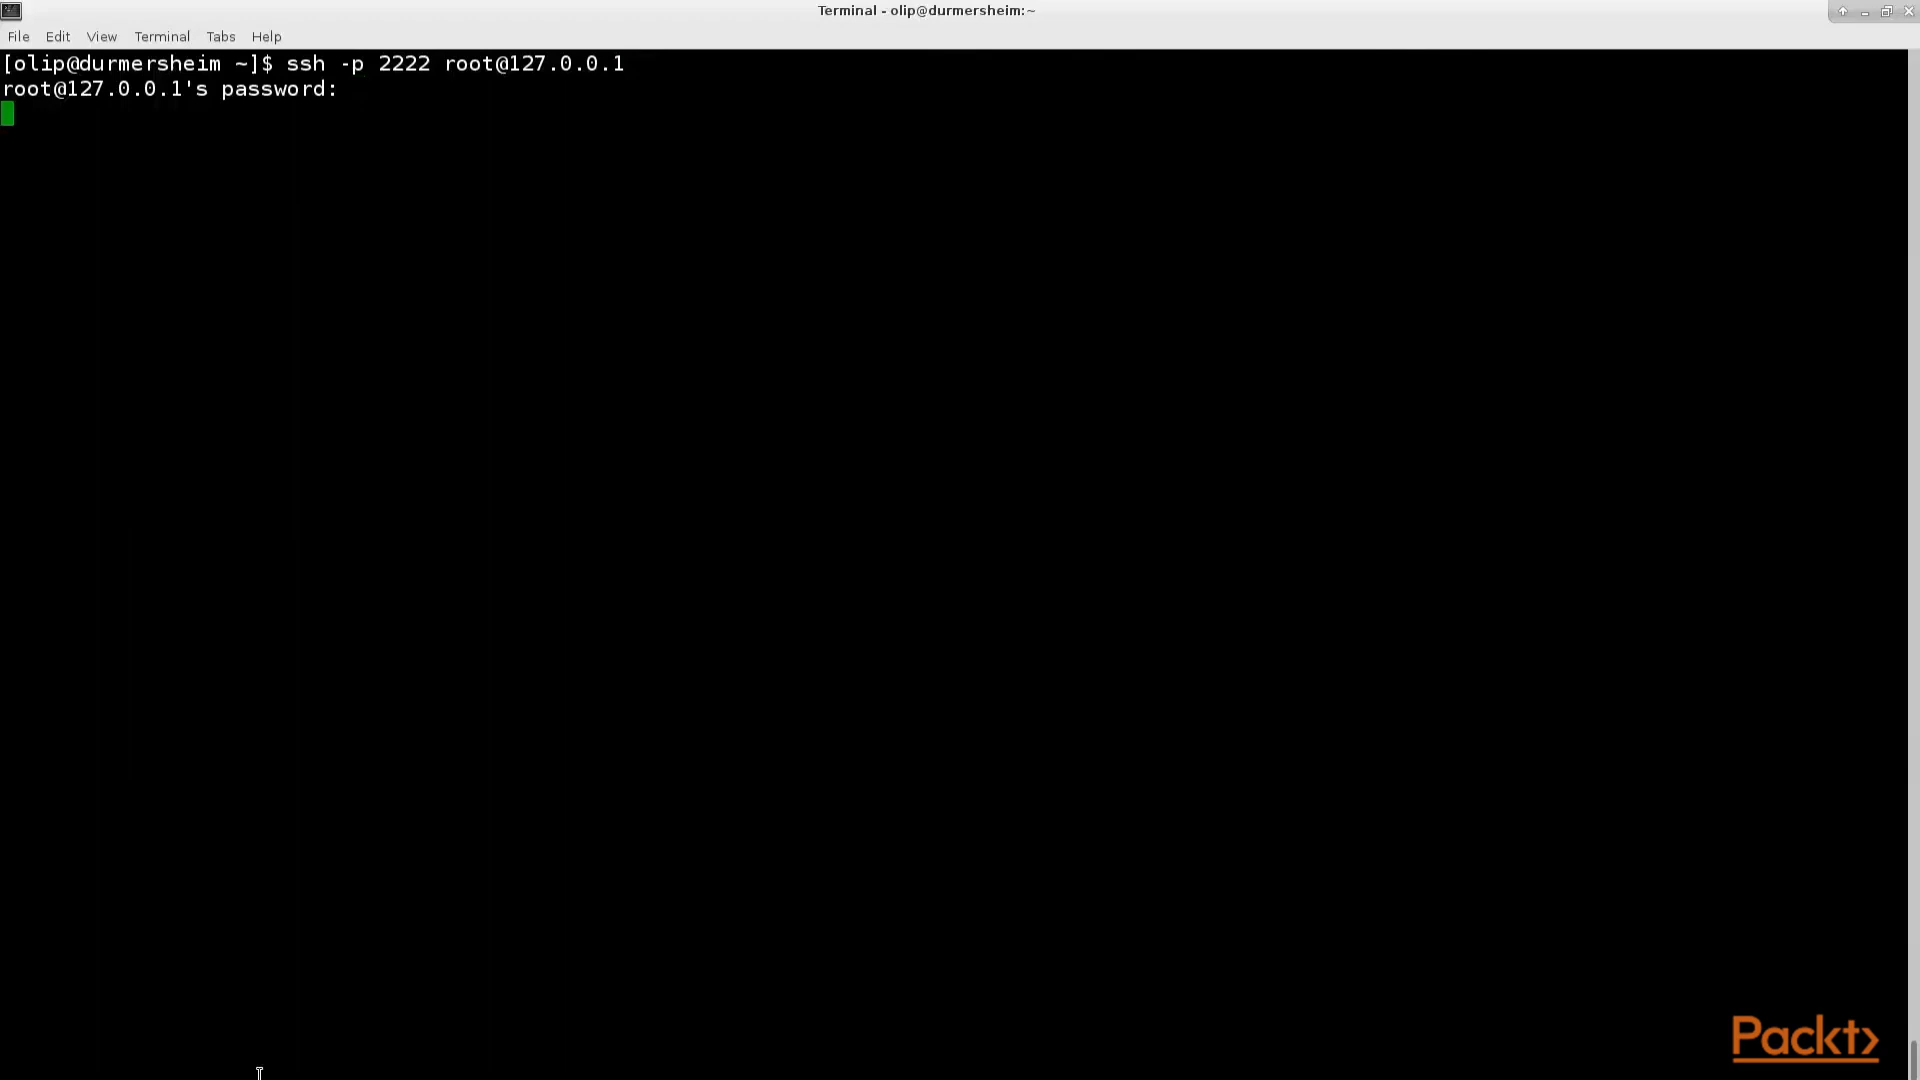 Terminal - olip@durmersheim:~
File Edit View Terminal Tabs Help
[olip@durmersheim ~]$ ssh -p 2222 root@127.0.0.1
root@127.0.0.1's password:
Packt>